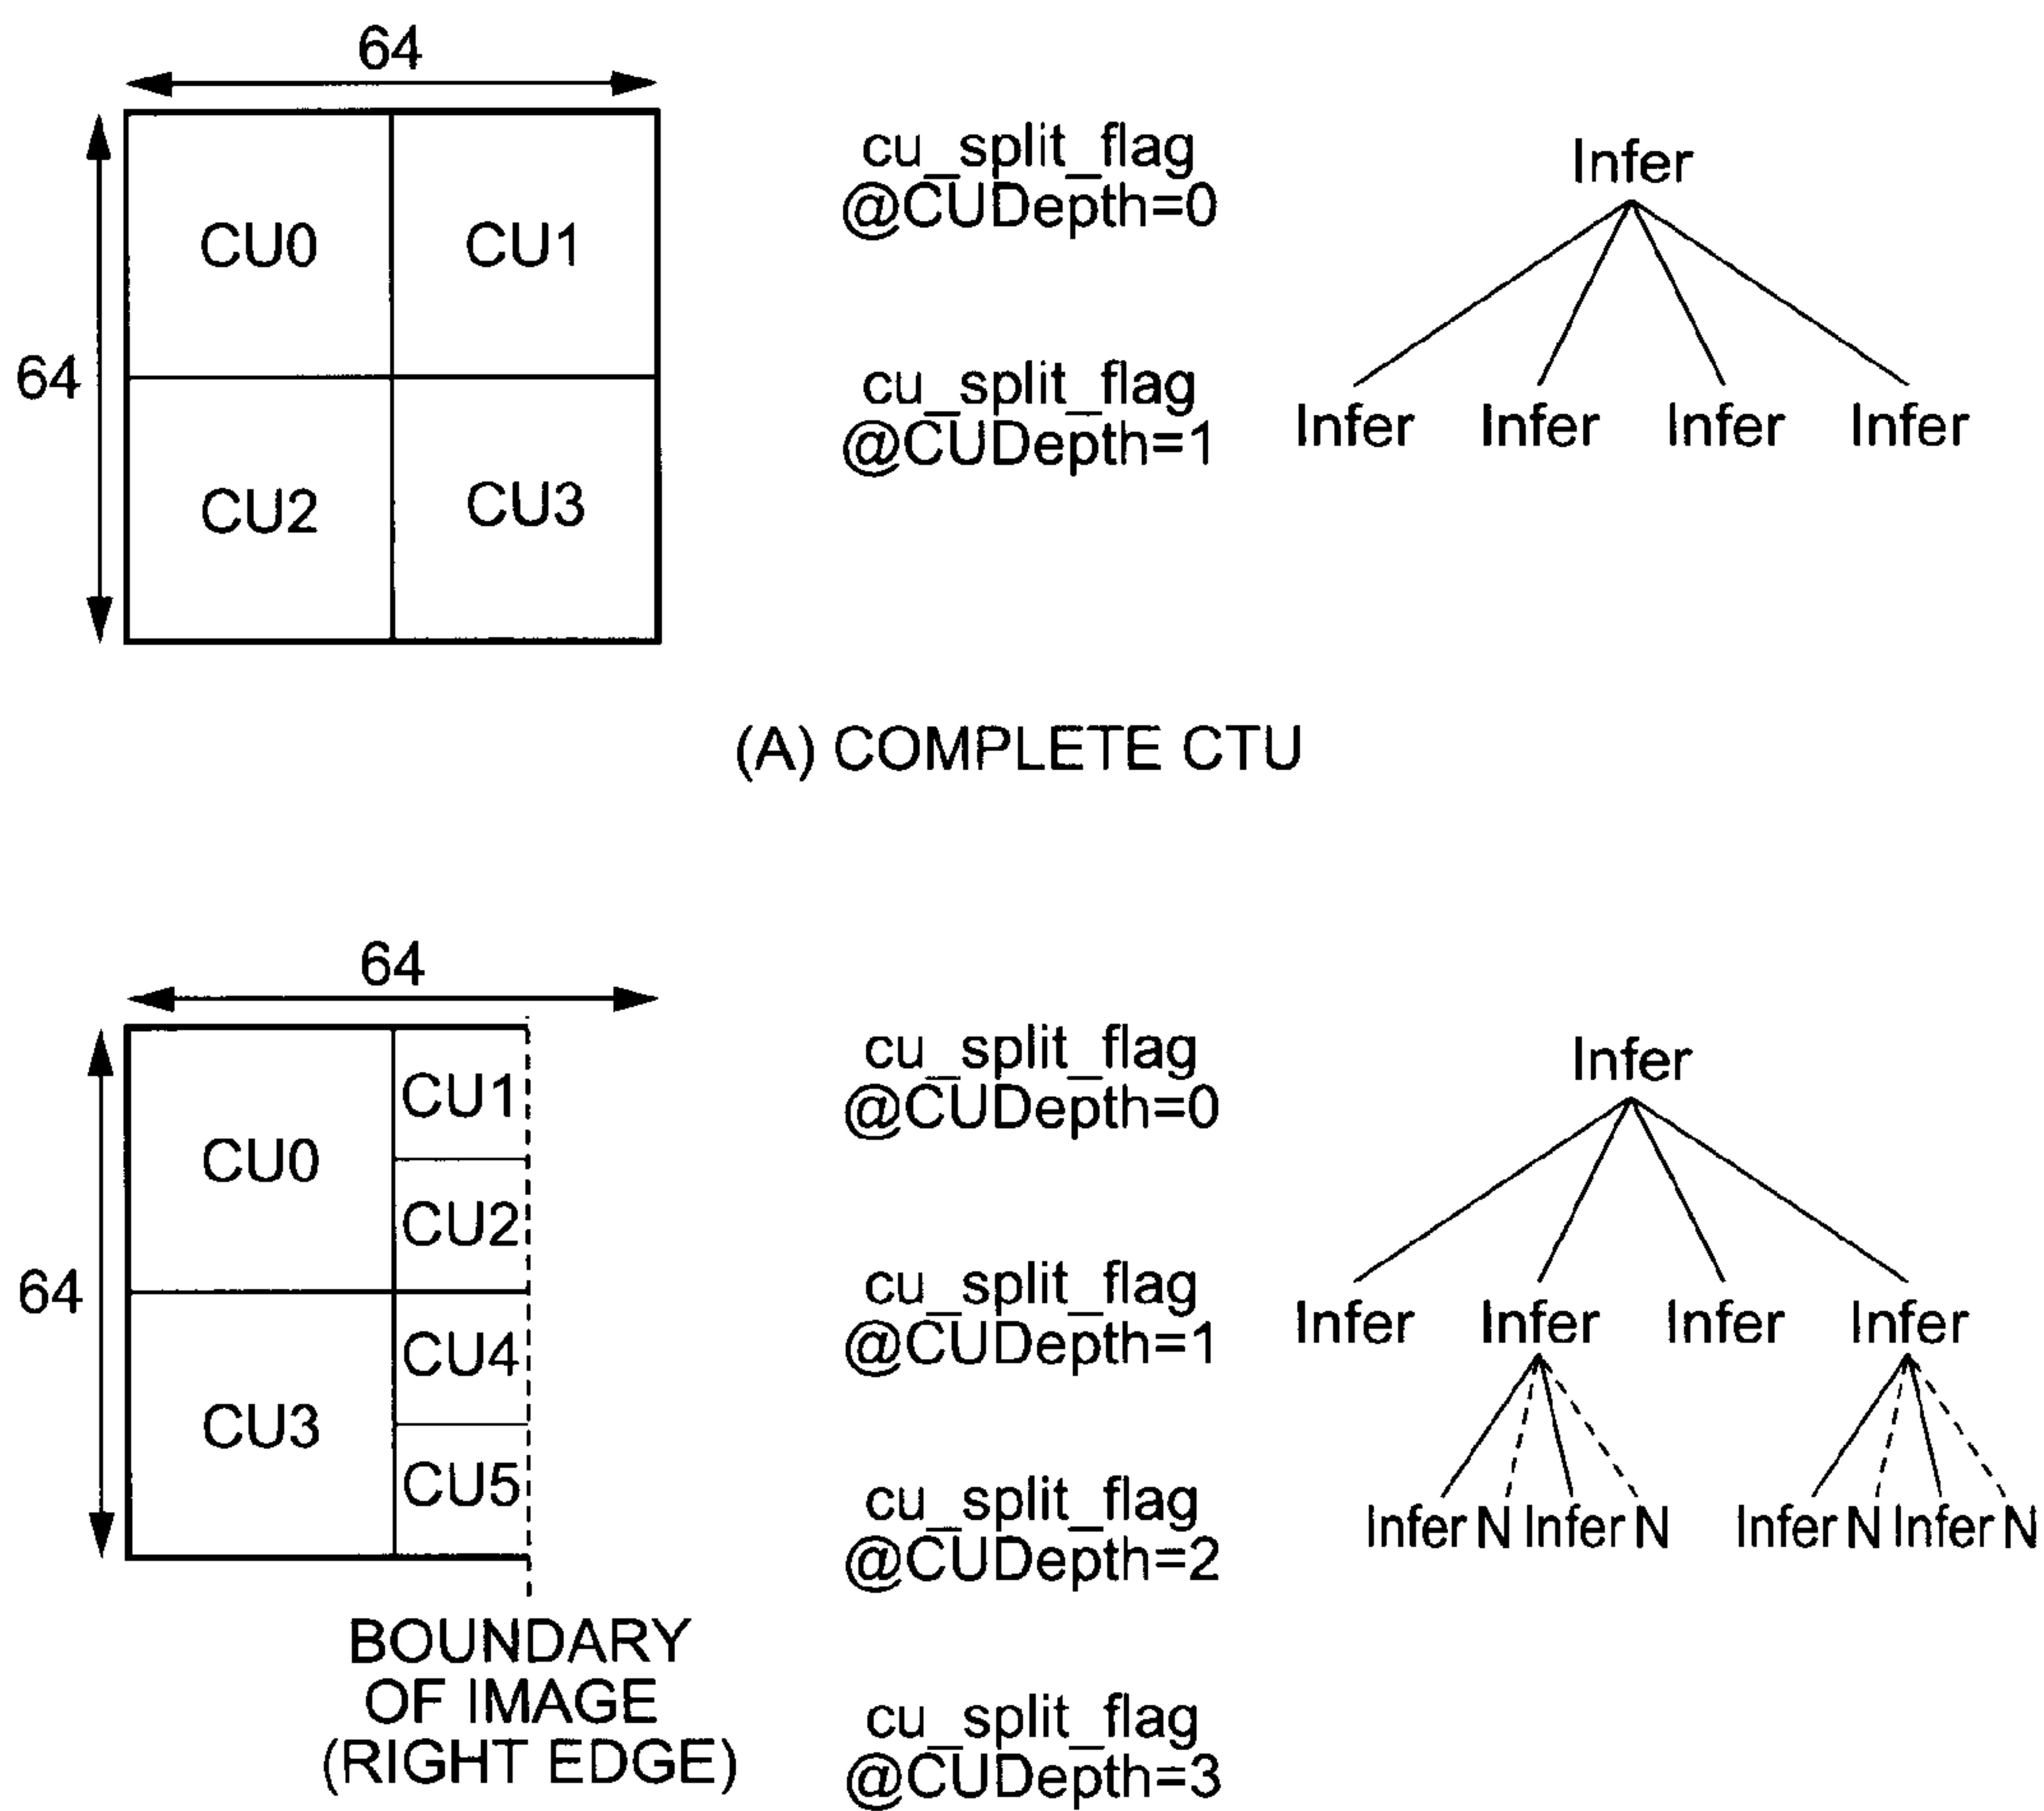 64
64
CU0 CU1
CU2 CU3
cu_split_flag
@CUDepth=0
cu_split_flag
@CUDepth=1
Infer
Infer Infer Infer Infer
(A) COMPLETE CTU
64
64
CU0
CU1
CU2
CU3
CU4
CU5
BOUNDARY
OF IMAGE
(RIGHT EDGE)
cu_split_flag
@CUDepth=0
cu_split_flag
@CUDepth=1
cu_split_flag
@CUDepth=2
cu_split_flag
@CUDepth=3
Infer
Infer Infer Infer Infer
Infer N Infer N Infer N Infer N